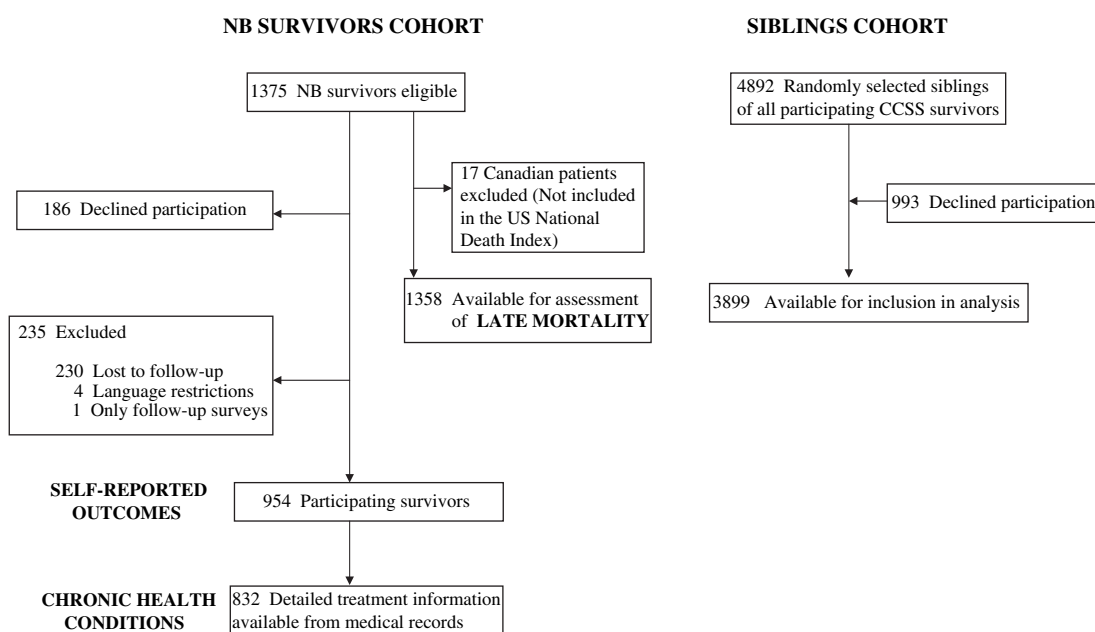 NB SURVIVORS COHORT
SIBLINGS COHORT
1375 NB survivors eligible
4892 Randomly selected siblings
of all participating CCSS survivors
17 Canadian patients
excluded (Not included
in the US National
Death Index)
186 Declined participation
993 Declined participation
1358 Available for assessment
of LATE MORTALITY
3899 Available for inclusion in analysis
235 Excluded
230 Lost to follow-up
4 Language restrictions
1 Only follow-up surveys
SELF-REPORTED
OUTCOMES
954 Participating survivors
CHRONIC HEALTH
CONDITIONS
832 Detailed treatment information
available from medical records